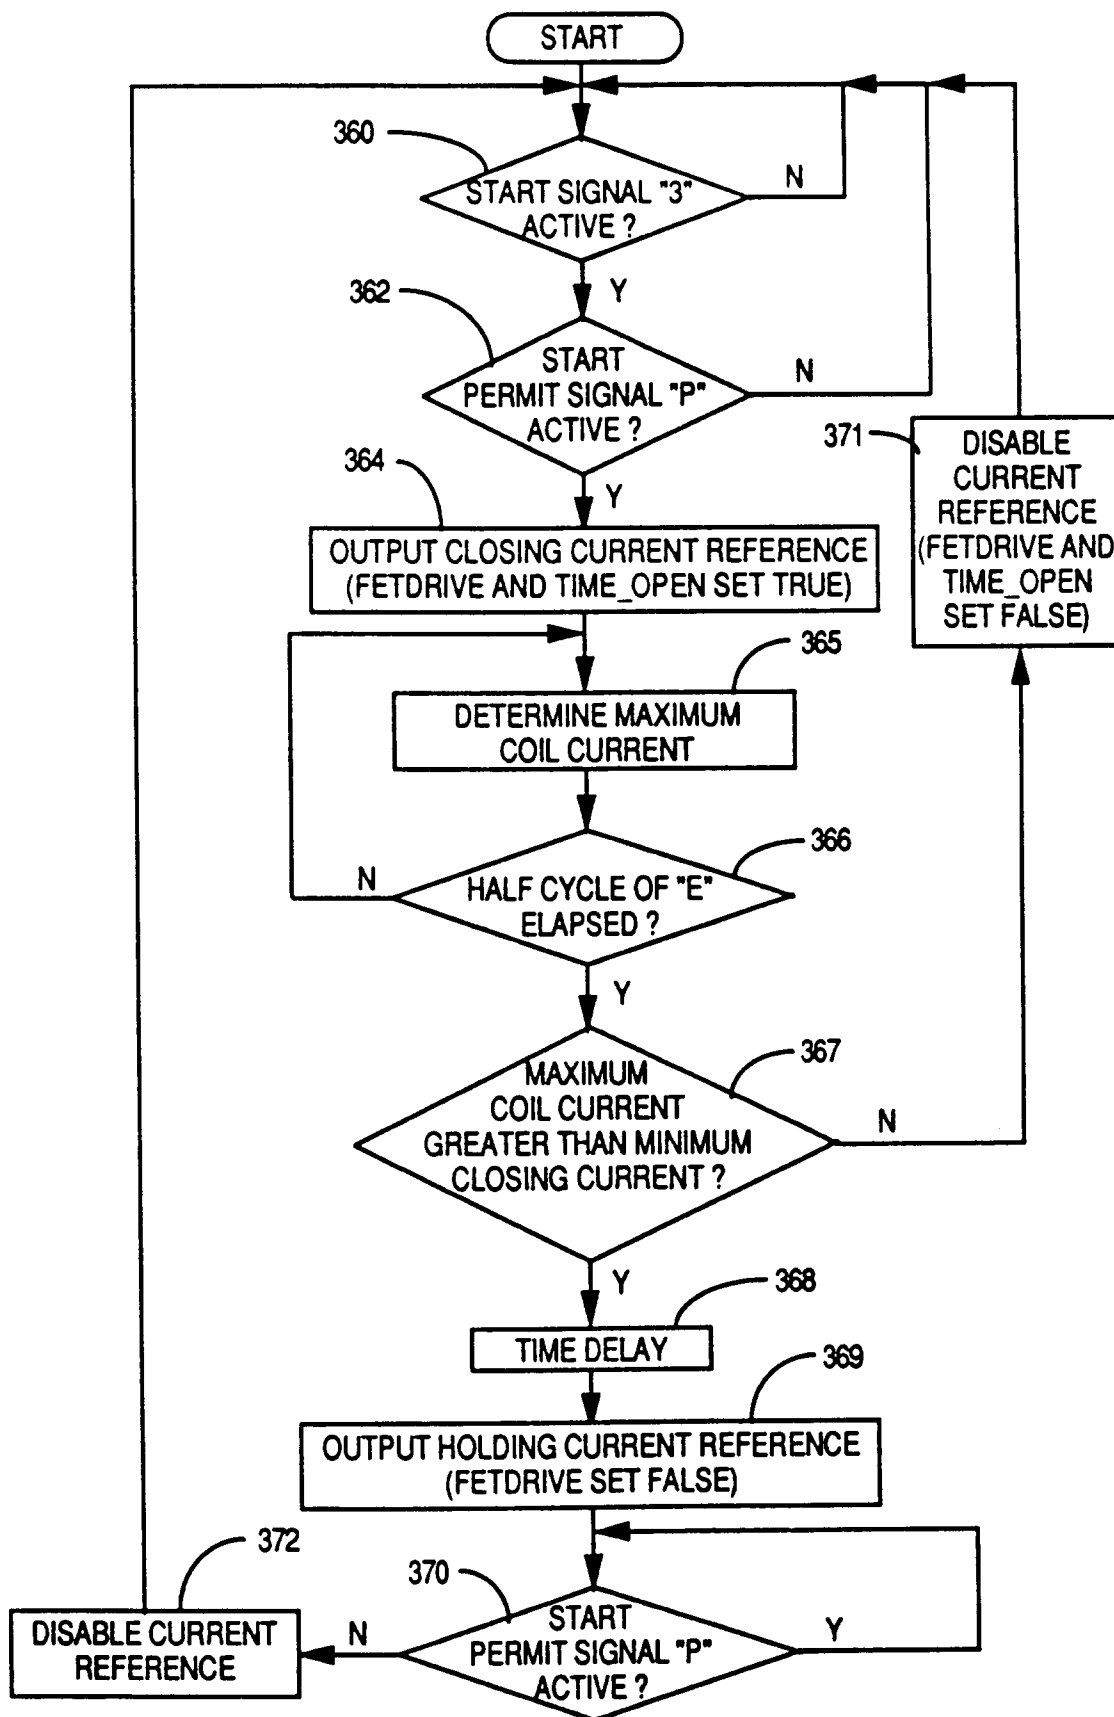 START
360
START SIGNAL "3"
ACTIVE ?
N
Y
362
START
PERMIT SIGNAL "P"
ACTIVE ?
N
Y
364
OUTPUT CLOSING CURRENT REFERENCE
(FETDRIVE AND TIME_OPEN SET TRUE)
371
DISABLE
CURRENT
REFERENCE
(FETDRIVE AND
TIME_OPEN
SET FALSE)
365
DETERMINE MAXIMUM
COIL CURRENT
366
N
HALF CYCLE OF "E"
ELAPSED ?
Y
367
MAXIMUM
COIL CURRENT
GREATER THAN MINIMUM
CLOSING CURRENT ?
N
Y
368
TIME DELAY
369
OUTPUT HOLDING CURRENT REFERENCE
(FETDRIVE SET FALSE)
372
370
DISABLE CURRENT
REFERENCE
N
START
PERMIT SIGNAL "P"
ACTIVE ?
Y